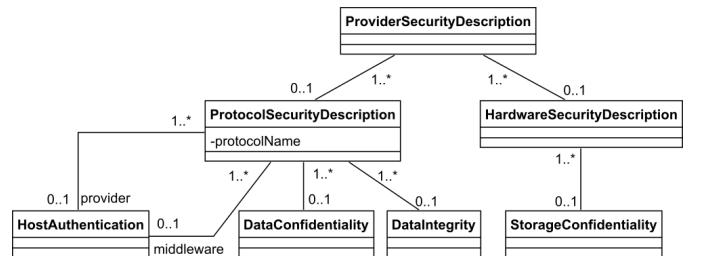 ProviderSecurityDescription
1..* 1..*
0..1 0..1
ProtocolSecurityDescription HardwareSecurityDescription
1..*
-protocolName
1..*
1..* 1..* 1..*
0..1 provider 0..1 0..1 0..1
HostAuthentication 0..1 DataConfidentiality DataIntegrity StorageConfidentiality
middleware